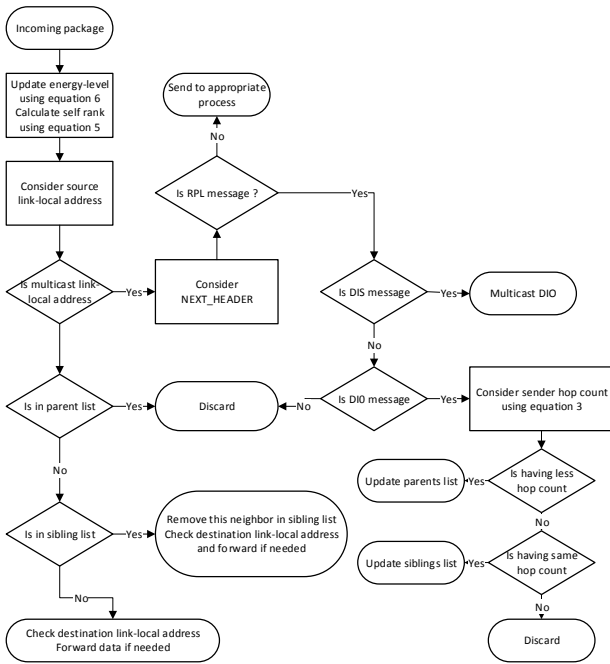 Incoming package
Update energy-level
using equation 6
Calculate self rank
using equation 5
Send to appropriate
process
No
Consider source
link-local address
Is RPL message ?
Yes
Is multicast link-
local address
Yes
Consider
NEXT_HEADER
Is DIS message
Yes
Multicast DIO
No
Is in parent list
Yes
Discard
No
Is DI0 message
Yes
Consider sender hop count
using equation 3
No
Update parents list
Yes
Is having less
hop count
No
Is in sibling list
Yes
Remove this neighbor in sibling list
Check destination link-local address
and forward if needed
Update siblings list
Yes
Is having same
hop count
No
No
Check destination link-local address
Forward data if needed
Discard